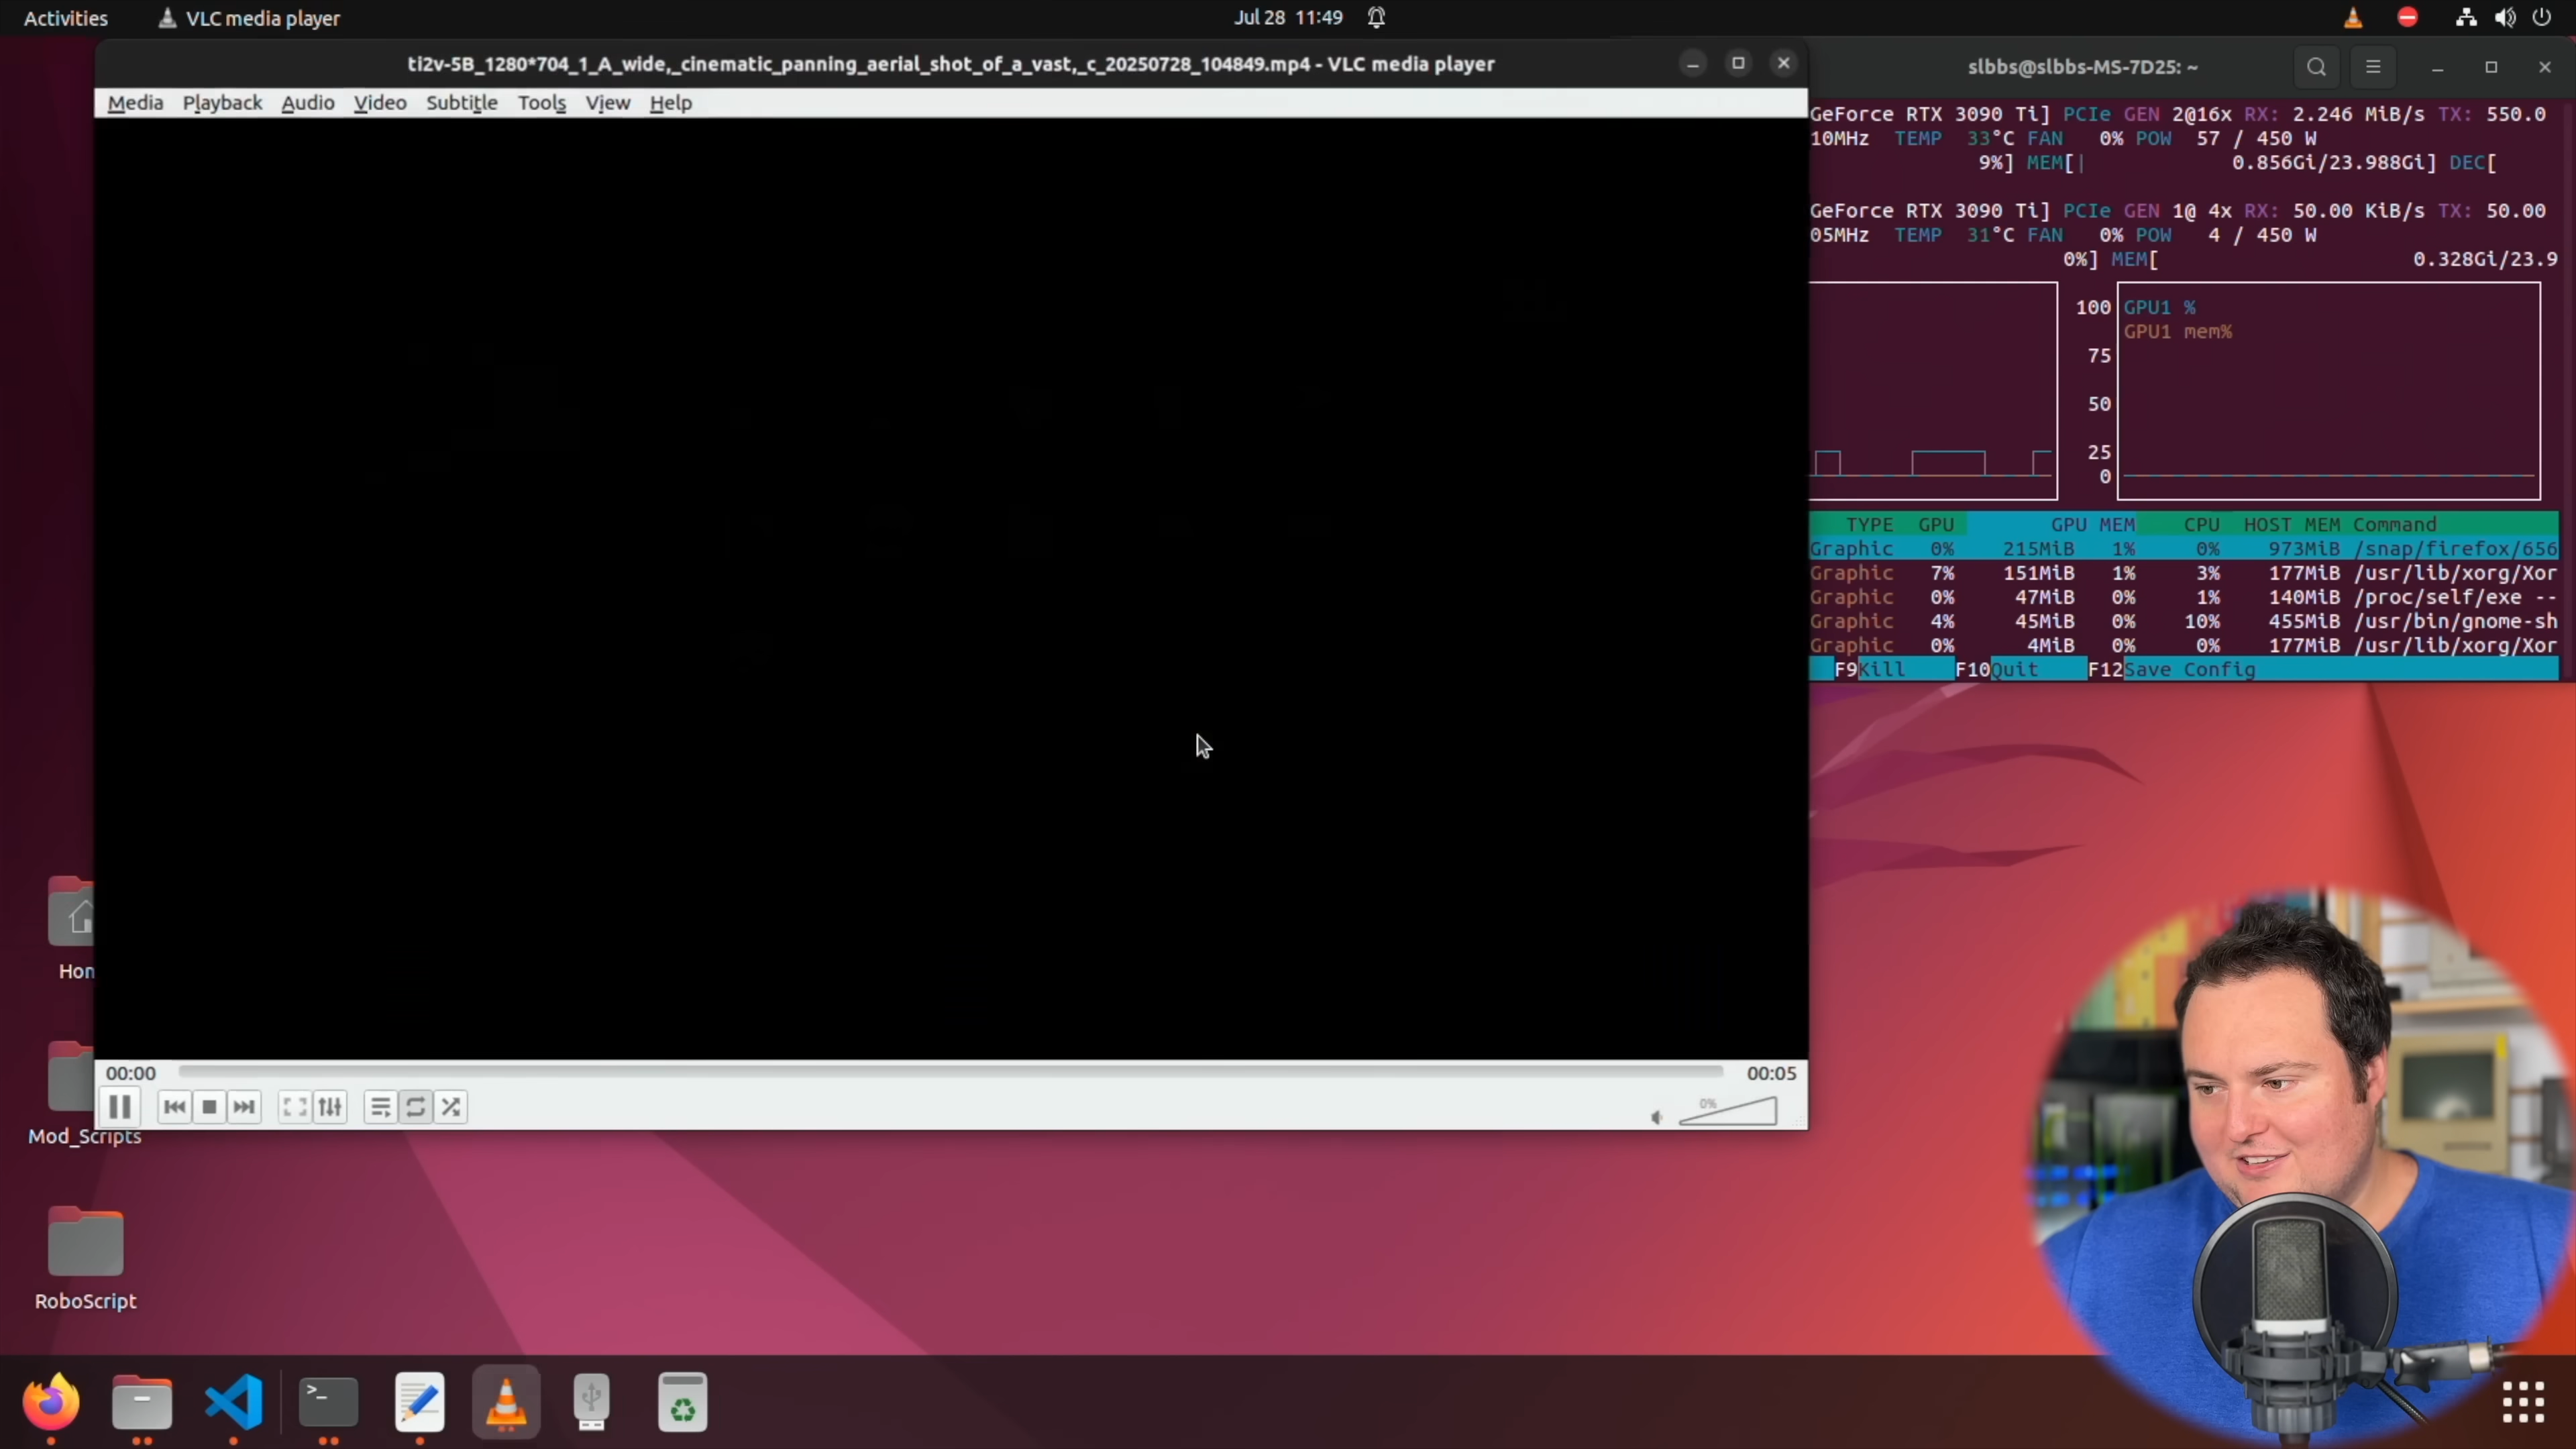 Activities
VLC media player
Jul 28 11:49
ti2v-5B_1280*704_1_A_wide,_cinematic_panning_aerial_shot_of_a_vast,_c_20250728_104849.mp4 - VLC media player
Media Playback Audio Video Subtitle Tools View Help
slbbs@slbbs-MS-7D25: ~
GeForce RTX 3090 Ti] PCIe GEN 2@16x RX: 2.246 MiB/s TX: 550.0
10MHz TEMP 33°C FAN 0% POW 57 / 450 W
9%] MEM[| 0.856Gi/23.988Gi] DEC[
GeForce RTX 3090 Ti] PCIe GEN 1@ 4x RX: 50.00 KiB/s TX: 50.00
05MHz TEMP 31°C FAN 0% POW 4 / 450 W
0%] MEM[ 0.328Gi/23.9
100 GPU1 %
GPU1 mem%
75
50
25
0
TYPE GPU GPU MEM CPU HOST MEM Command
Graphic 0% 215MiB 1% 0% 973MiB /snap/firefox/656
Graphic 7% 151MiB 1% 3% 177MiB /usr/lib/xorg/Xor
Graphic 0% 47MiB 0% 1% 140MiB /proc/self/exe --
Graphic 4% 45MiB 0% 10% 455MiB /usr/bin/gnome-sh
Graphic 0% 4MiB 0% 0% 177MiB /usr/lib/xorg/Xor
F9Kill F10Quit F12Save Config
Hom
Mod_Scripts
RoboScript
00:00
00:05
0%
>_